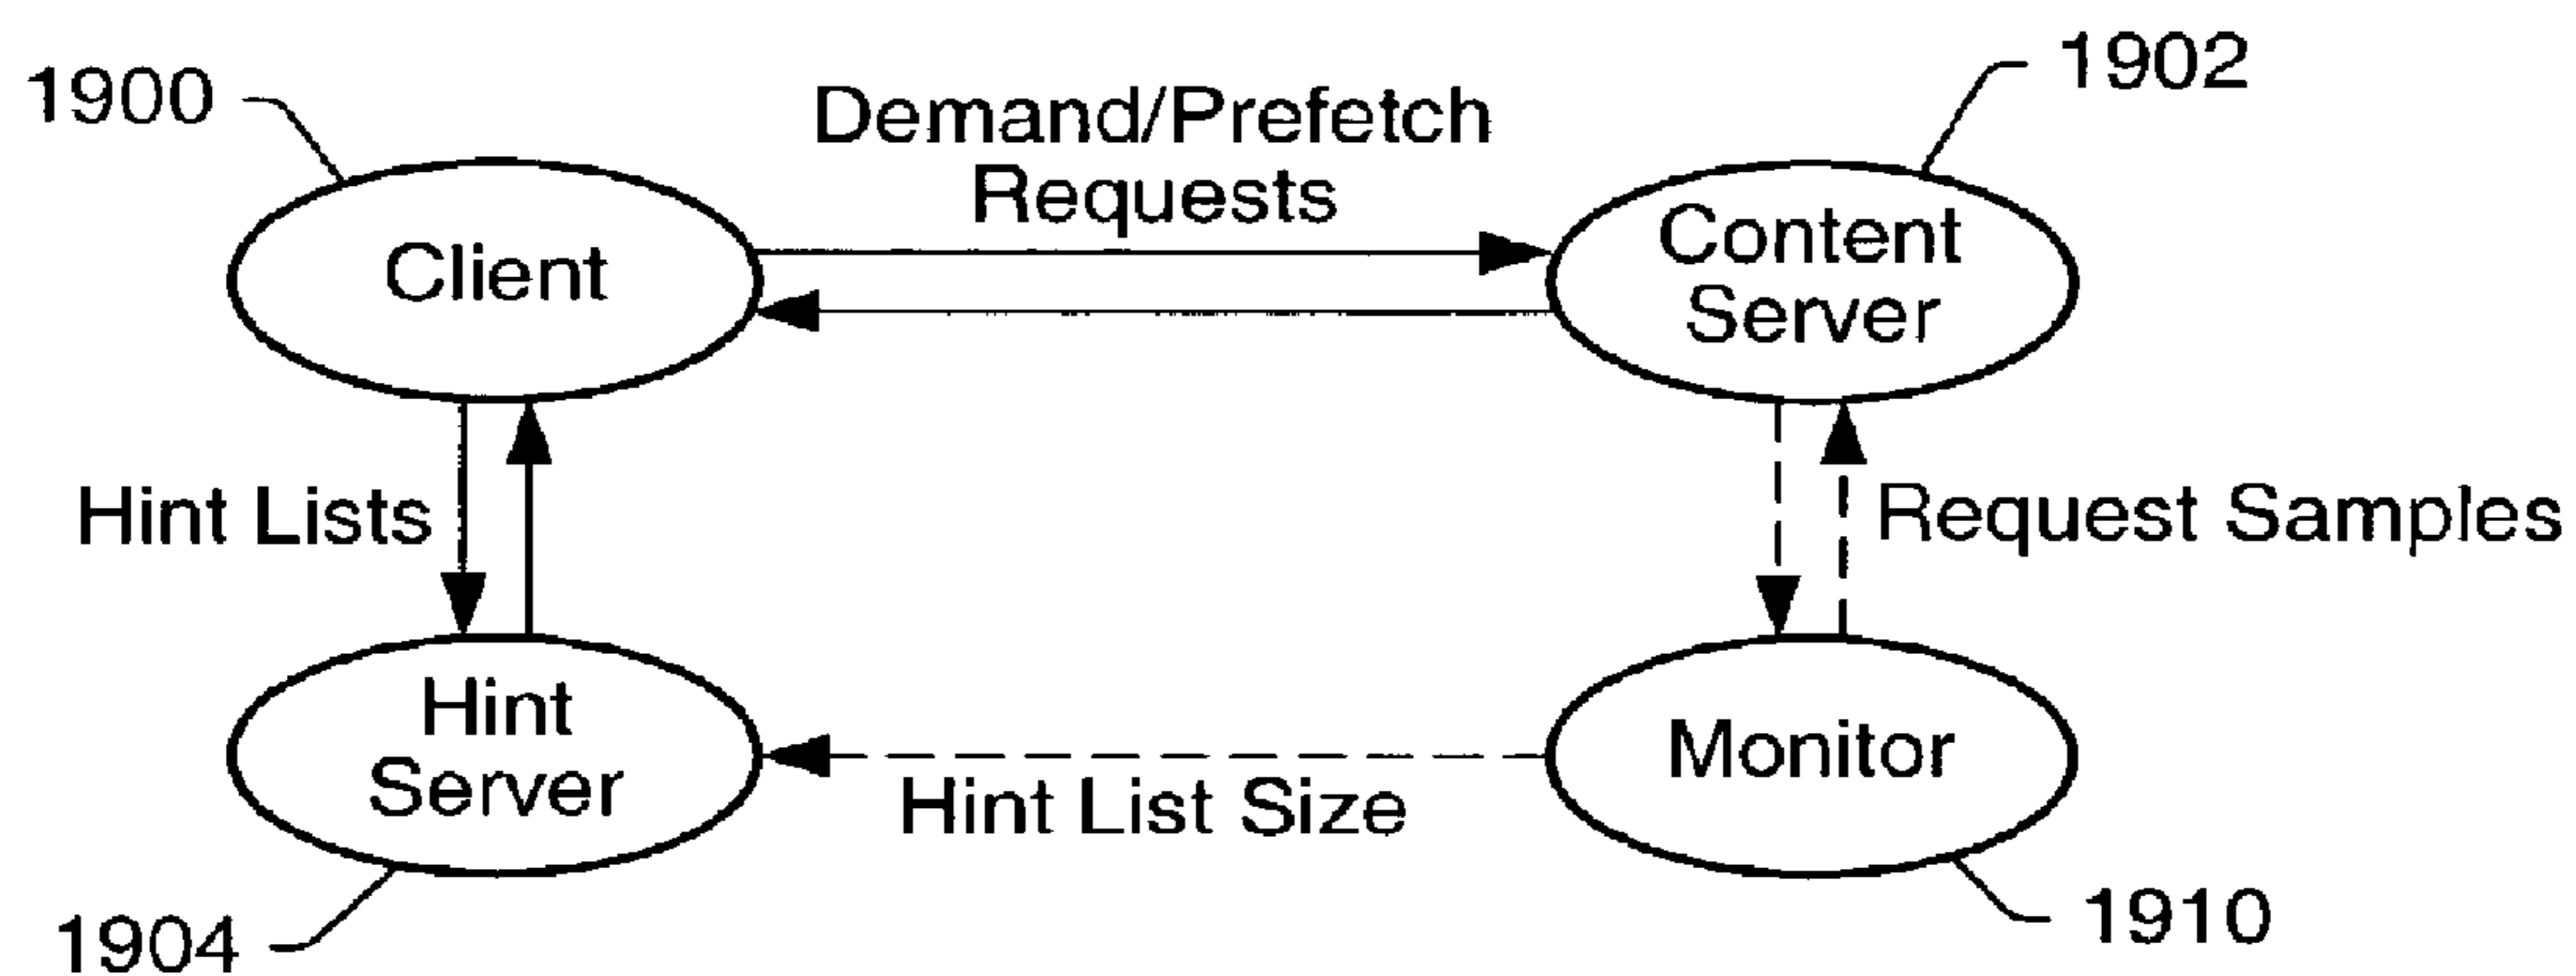 1900
1902
Demand/Prefetch
Requests
Client
Content
Server
Hint Lists
Request Samples
Hint
Server
Monitor
Hint List Size
1904
1910